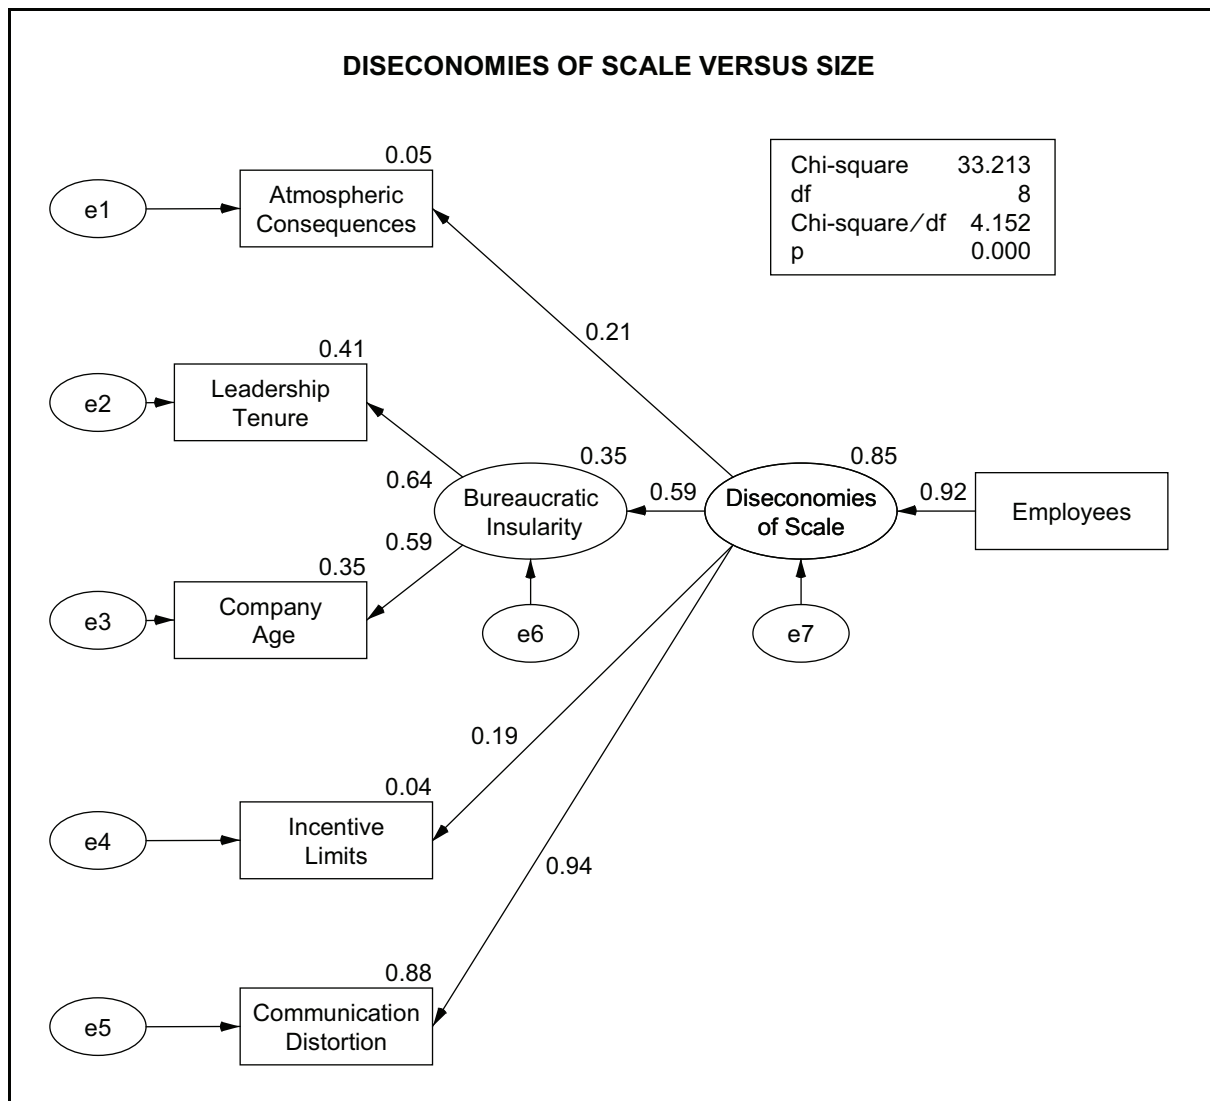 DISECONOMIES OF SCALE VERSUS SIZE
0.05
e1
Atmospheric
Consequences
Chi-square 33.213
df 8
Chi-square/df 4.152
p 0.000
0.21
0.41
e2
Leadership
Tenure
0.64
0.35
Bureaucratic
Insularity
0.59
0.85
Diseconomies
of Scale
0.92
Employees
0.59
0.35
e3
Company
Age
e6
e7
0.19
0.04
e4
Incentive
Limits
0.94
0.88
e5
Communication
Distortion